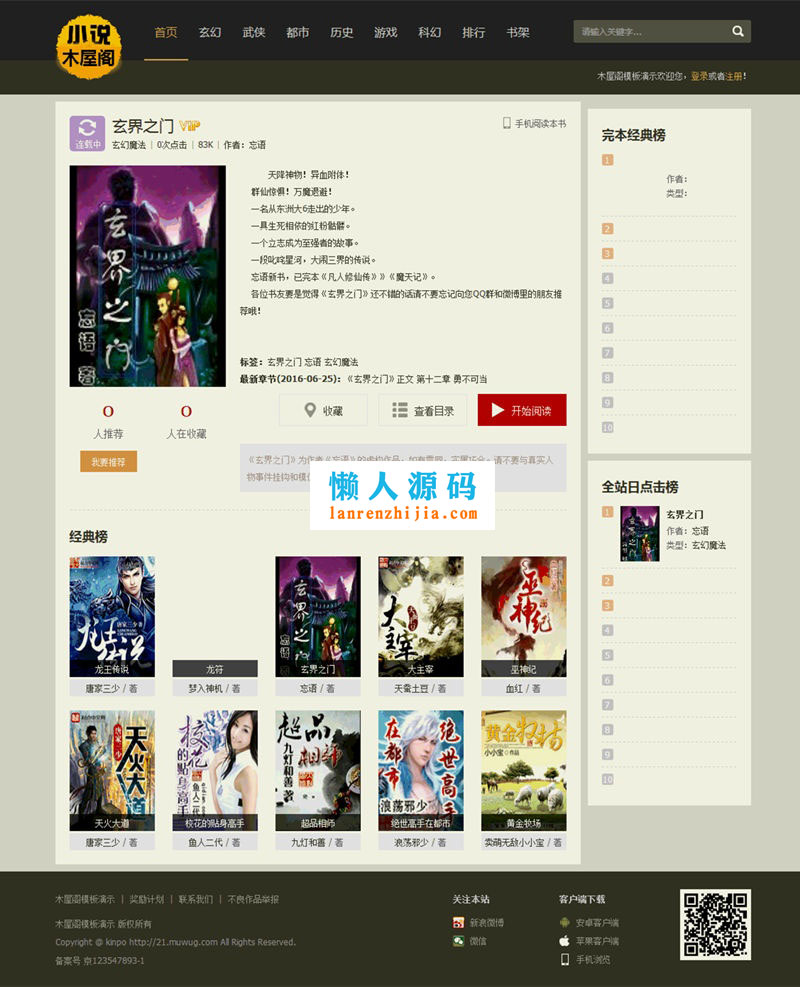 小说
木屋阁
首页 玄幻 武侠 都市 历史 游戏 科幻 排行 书架
请输入关键字...
木屋阁模板演示欢迎您，登录或者注册！
连载中
玄界之门 VIP
手机阅读本书
玄幻魔法 | 0次点击 | 83K | 作者：忘语
玄界之门
忘语 著
天降神物！异血附体！
群仙惊惧！万魔退避！
一名从东洲大6走出的少年。
一具生死相依的红粉骷髅。
一个立志成为至强者的故事。
一段叱咤星河，大闹三界的传说。
忘语新书，已完本《凡人修仙传》》《魔天记》。
各位书友要是觉得《玄界之门》还不错的话请不要忘记向您QQ群和微博里的朋友推
荐哦！
标签：玄界之门 忘语 玄幻魔法
最新章节(2016-06-25)：《玄界之门》正文 第十二章 勇不可当
0 人推荐
0 人在收藏
我要推荐
收藏
查看目录
开始阅读
《玄界之门》为作者《忘语》的虚构作品，如有雷同，实属巧合，请不要与真实人
物事件挂钩和模
懒人源码
lanrenzhijia.com
经典榜
龙王传说
唐家三少 / 著
龙符
梦入神机 / 著
玄界之门
忘语 / 著
大主宰
天蚕土豆 / 著
巫神纪
血红 / 著
天火大道
唐家三少 / 著
校花的贴身高手
鱼人二代 / 著
超品相师
九灯和善 / 著
绝世高手在都市
浪荡邪少 / 著
黄金牧场
卖萌无敌小小宝 / 著
完本经典榜
1
作者：
类型：
2
3
4
5
6
7
8
9
10
全站日点击榜
1
玄界之门
作者：忘语
类型：玄幻魔法
2
3
4
5
6
7
8
9
10
木屋阁模板演示 | 奖励计划 | 联系我们 | 不良作品举报
木屋阁模板演示 版权所有
Copyright @ kinpo http://21.muwug.com All Rights Reserved.
备案号 京123547893-1
关注本站
新浪微博
微信
客户端下载
安卓客户端
苹果客户端
手机浏览